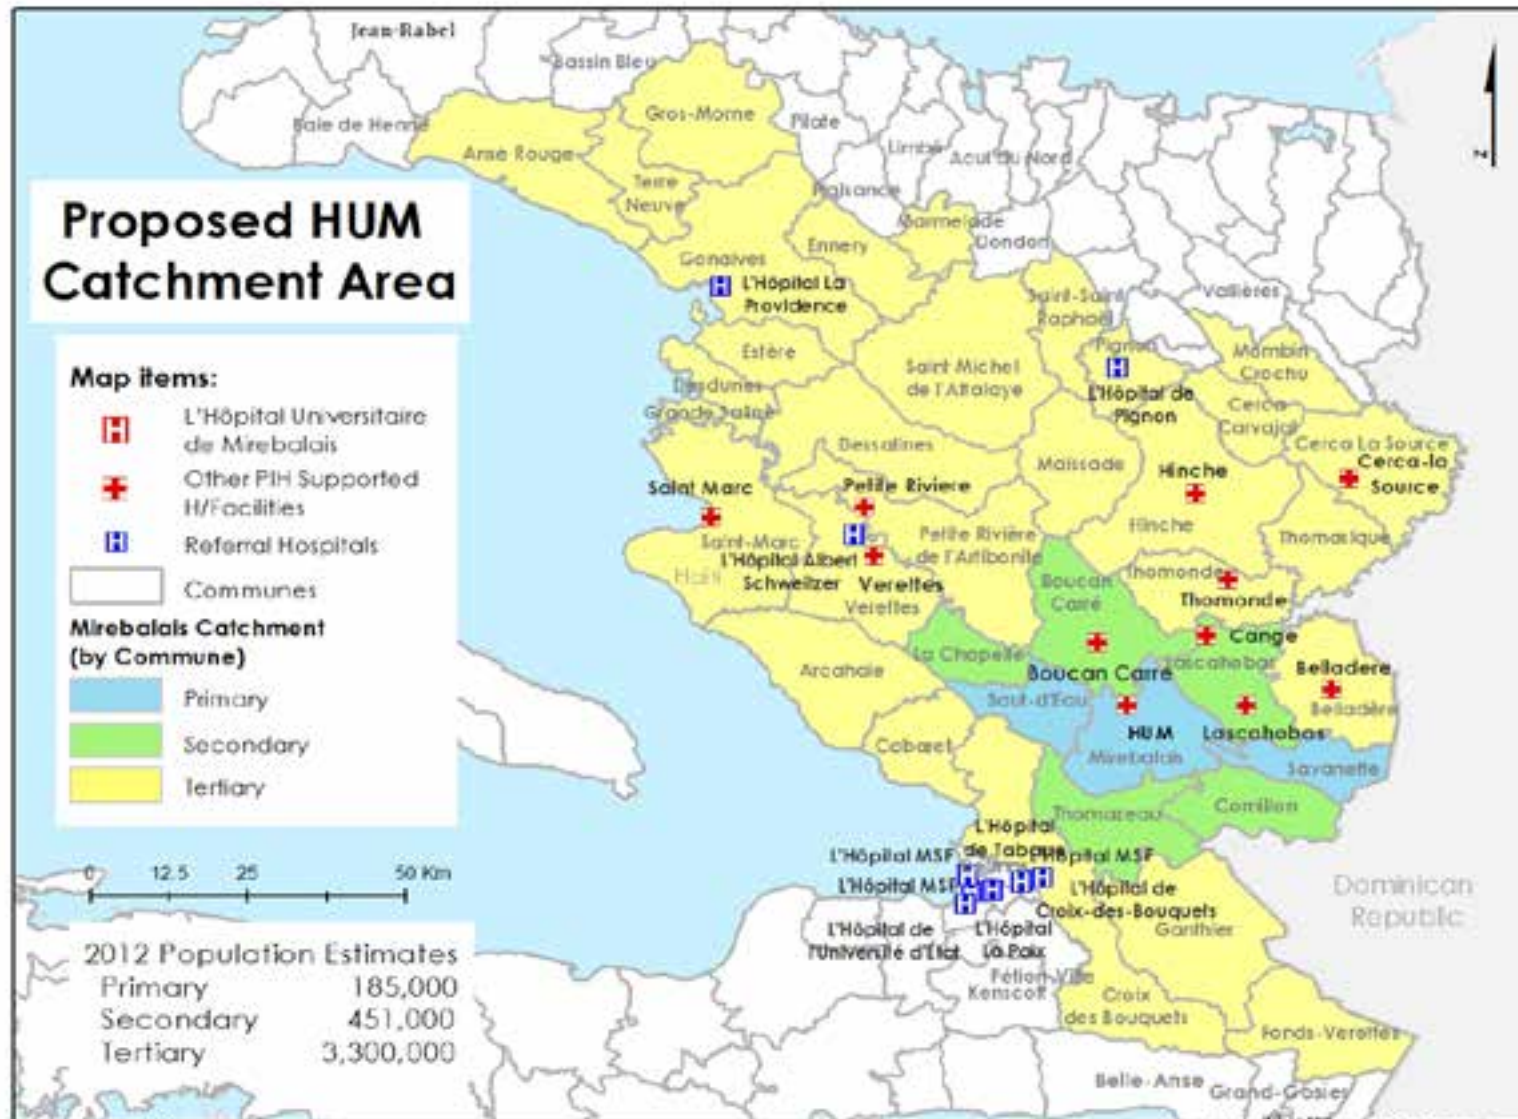 Proposed HUM
Catchment Area
Map items:
L'Hôpital Universitaire
de Mirebalais
Other PIH Supported
H/Facilities
Referral Hospitals
Communes
Mirebalais Catchment
(by Commune)
Primary
Secondary
Tertiary
0 12.5 25 50 Km
2012 Population Estimates
Primary 185,000
Secondary 451,000
Tertiary 3,300,000
Jean-Rabel
Bassin Bleu
Baie de Henne
Anse Rouge
Gros-Morne
Terre
Neuve
Pilate
Limbé
Acul Du Nord
Plaisance
Marmelade
Dondon
Ennery
Gonaives
L'Hôpital La
Providence
Vallières
Raphaël
Pignon
L'Hôpital de
Pignon
Mombin
Crochu
Estère
Saint Michel
de l'Attalaye
Desdunes
Grande Saline
Cerca
Carvajal
Cerca La Source
Cerca-la
Source
Dessalines
Maissade
Hinche
Hinche
Saint Marc
Petite Riviere
Saint-Marc
Haiti
L'Hôpital Albert
Schweitzer
Verettes
Verettes
Petite Rivière
de l'Artibonite
Thomasique
Boucan
Carré
Thomonde
Thomonde
Cange
Lascahobas
La Chapelle
Boucan Carré
Belladere
Belladère
Arcahaie
Saut-d'Eau
HUM
Mirebalais
Lascahobas
Savanette
Cabaret
Thomazeau
Cornillon
L'Hôpital
de Tabarre
L'Hôpital MSF
L'Hôpital MSF
L'Hôpital MSF
L'Hôpital de
Croix-des-Bouquets
Ganthier
L'Hôpital de
l'Université d'État
L'Hôpital
La Paix
Pétion-Ville
Kenscoff
Croix
des Bouquets
Fonds-Verettes
Belle-Anse
Grand-Gosier
Dominican
Republic